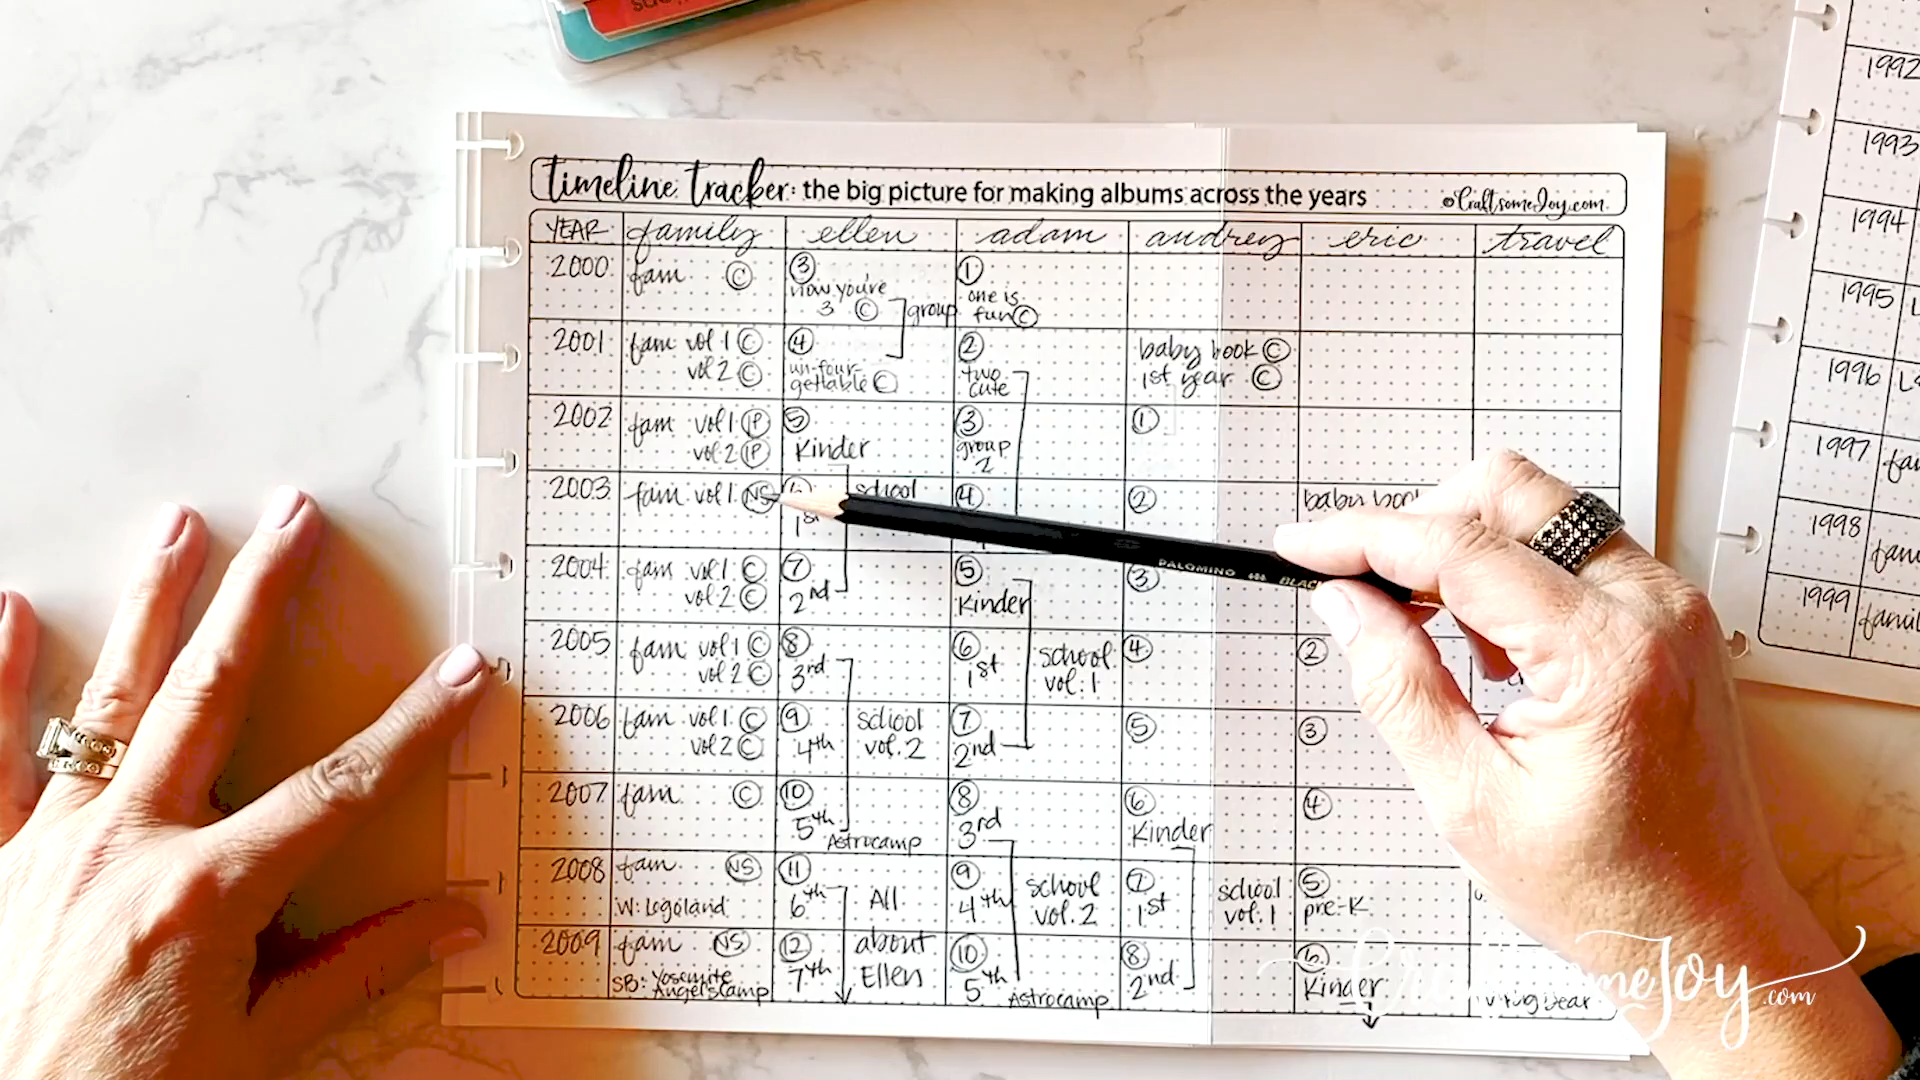 timeline tracker: the big picture for making albums across the years ©CraftsomeJoy.com
YEAR family ellen adam audrey eric travel
2000 fam C 3 now you're 3 C group 1 one is fun C
2001 fam vol 1 C vol 2 C 4 un-four-gettable C 2 two cute baby book C 1st year C
2002 fam vol 1 IP vol 2 IP 5 Kinder 3 group 2 1
2003 fam vol 1 NS 1st school 4 2 baby
2004 fam vol 1 C vol 2 C 7 2nd 5 Kinder 3
2005 fam vol 1 C vol 2 C 8 3rd 6 1st school vol. 1 4 2
2006 fam vol 1 C vol 2 C 9 4th school vol. 2 7 2nd 5 3
2007 fam C 10 5th Astrocamp 8 3rd 6 Kinder 4
2008 fam NS W: Legoland 11 6th All 9 4th school vol. 2 7 1st school vol. 1 5 pre-K
2009 fam NS SB: Yosemite Angels Camp 12 7th about Ellen 10 5th Astrocamp 8 2nd 6 Kinder
PALOMINO
1992
1993
1994
1995
1996
1997
1998
1999
CraftsomeJoy.com